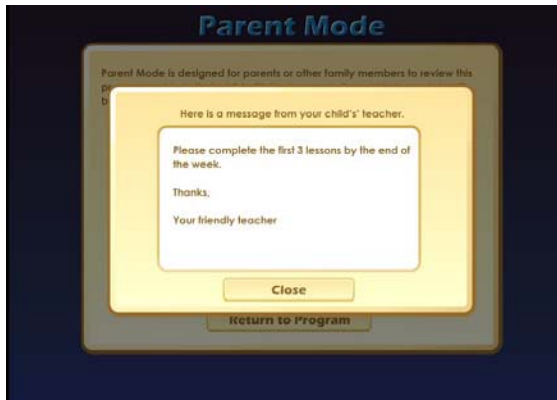 Parent Mode
Parent Mode is designed for parents or other family members to review this
Here is a message from your child's' teacher.
Please complete the first 3 lessons by the end of
the week.
Thanks,
Your friendly teacher
Close
Return to Program